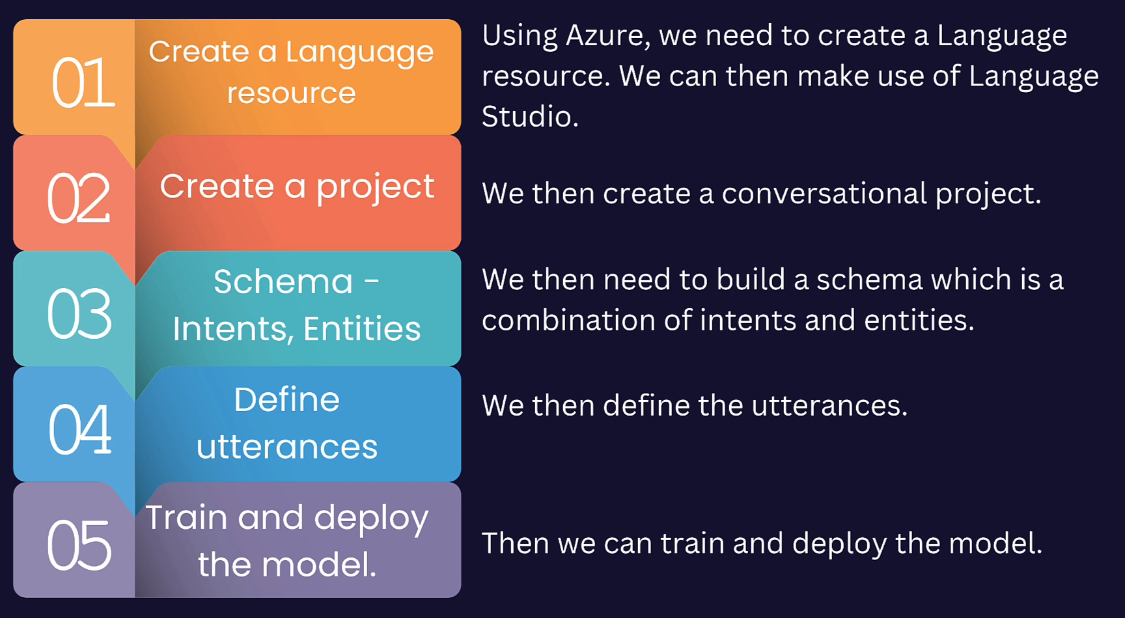 01
Create a Language
resource
Using Azure, we need to create a Language
resource. We can then make use of Language
Studio.
02
Create a project
We then create a conversational project.
03
Schema -
Intents, Entities
We then need to build a schema which is a
combination of intents and entities.
04
Define
utterances
We then define the utterances.
05
Train and deploy
the model.
Then we can train and deploy the model.